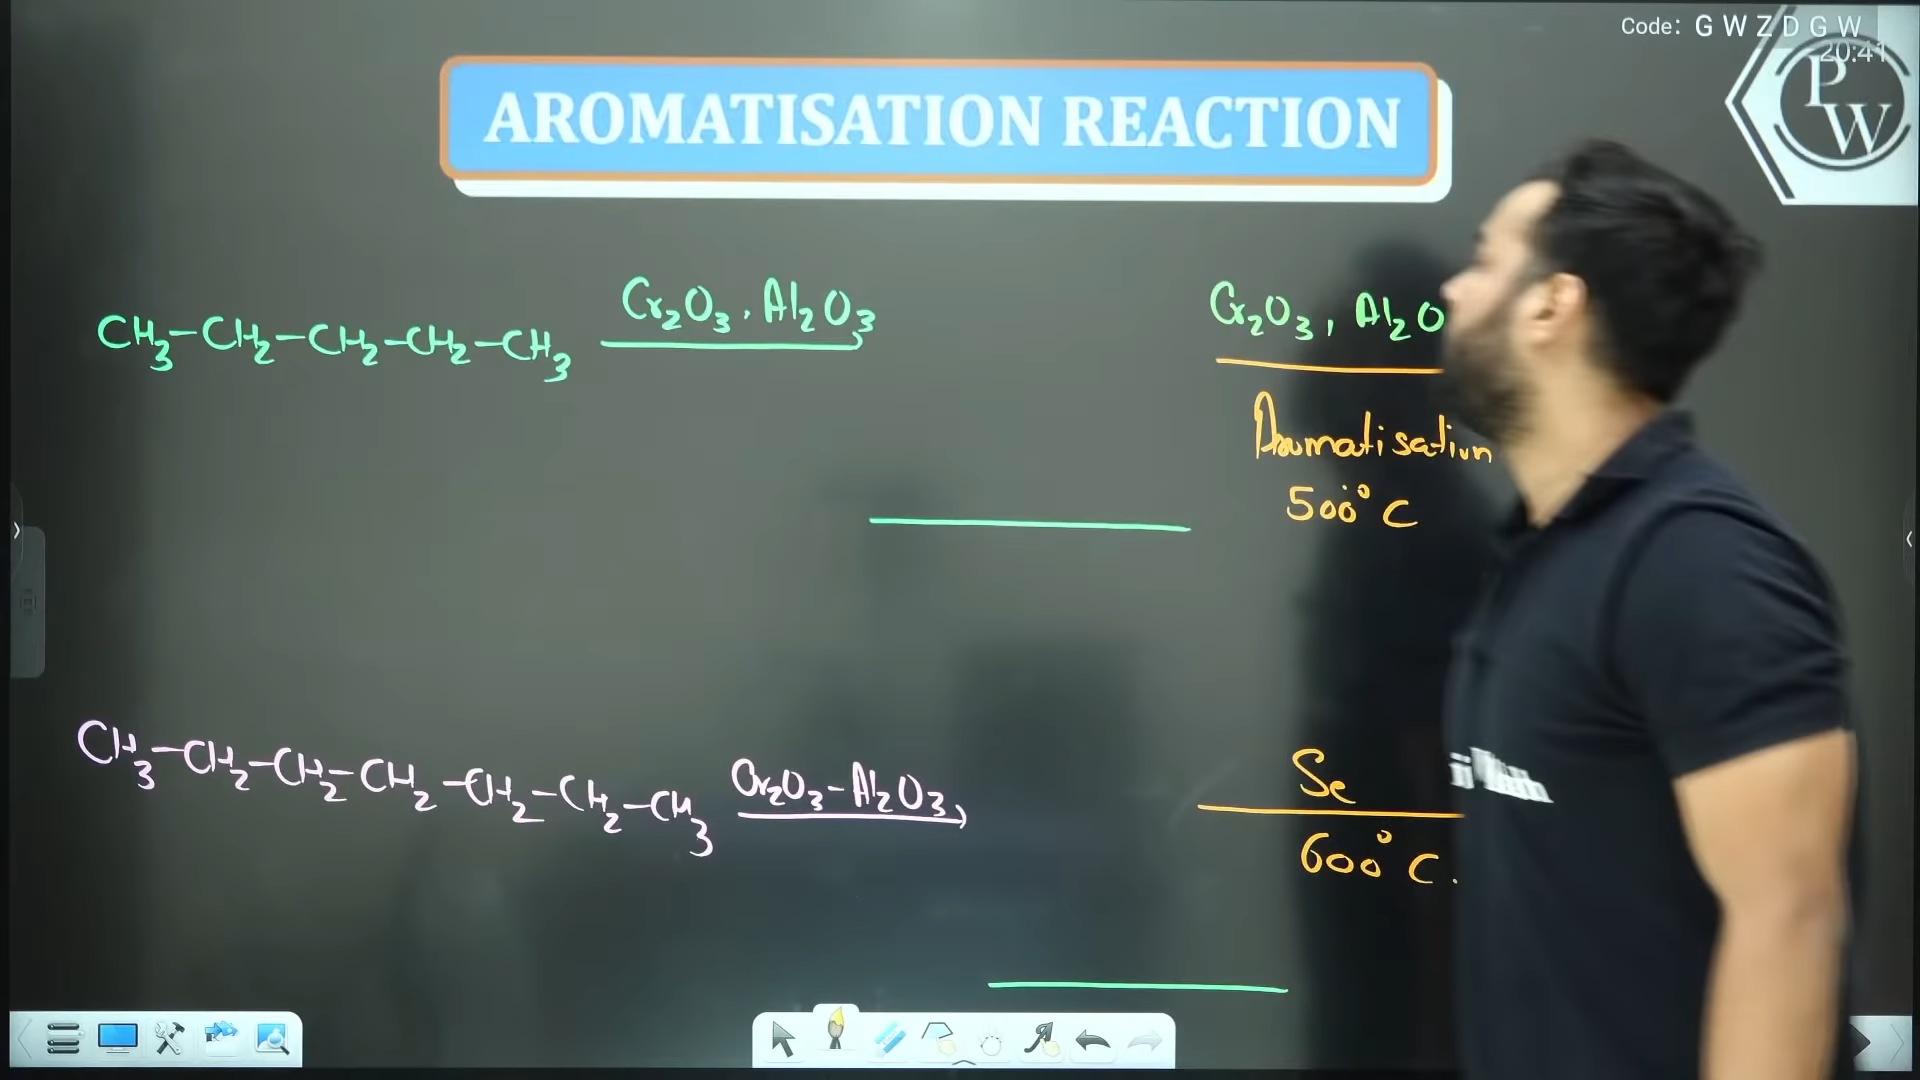 Code: G W Z D G W
20:41
PW
AROMATISATION REACTION
CH3-CH2-CH2-CH2-CH3 Cr2O3, Al2O3
Cr2O3, Al2O
Aromatisation
500°C
CH3-CH2-CH2-CH2-CH2-CH2-CH3 Cr2O3-Al2O3
Se
600°C.